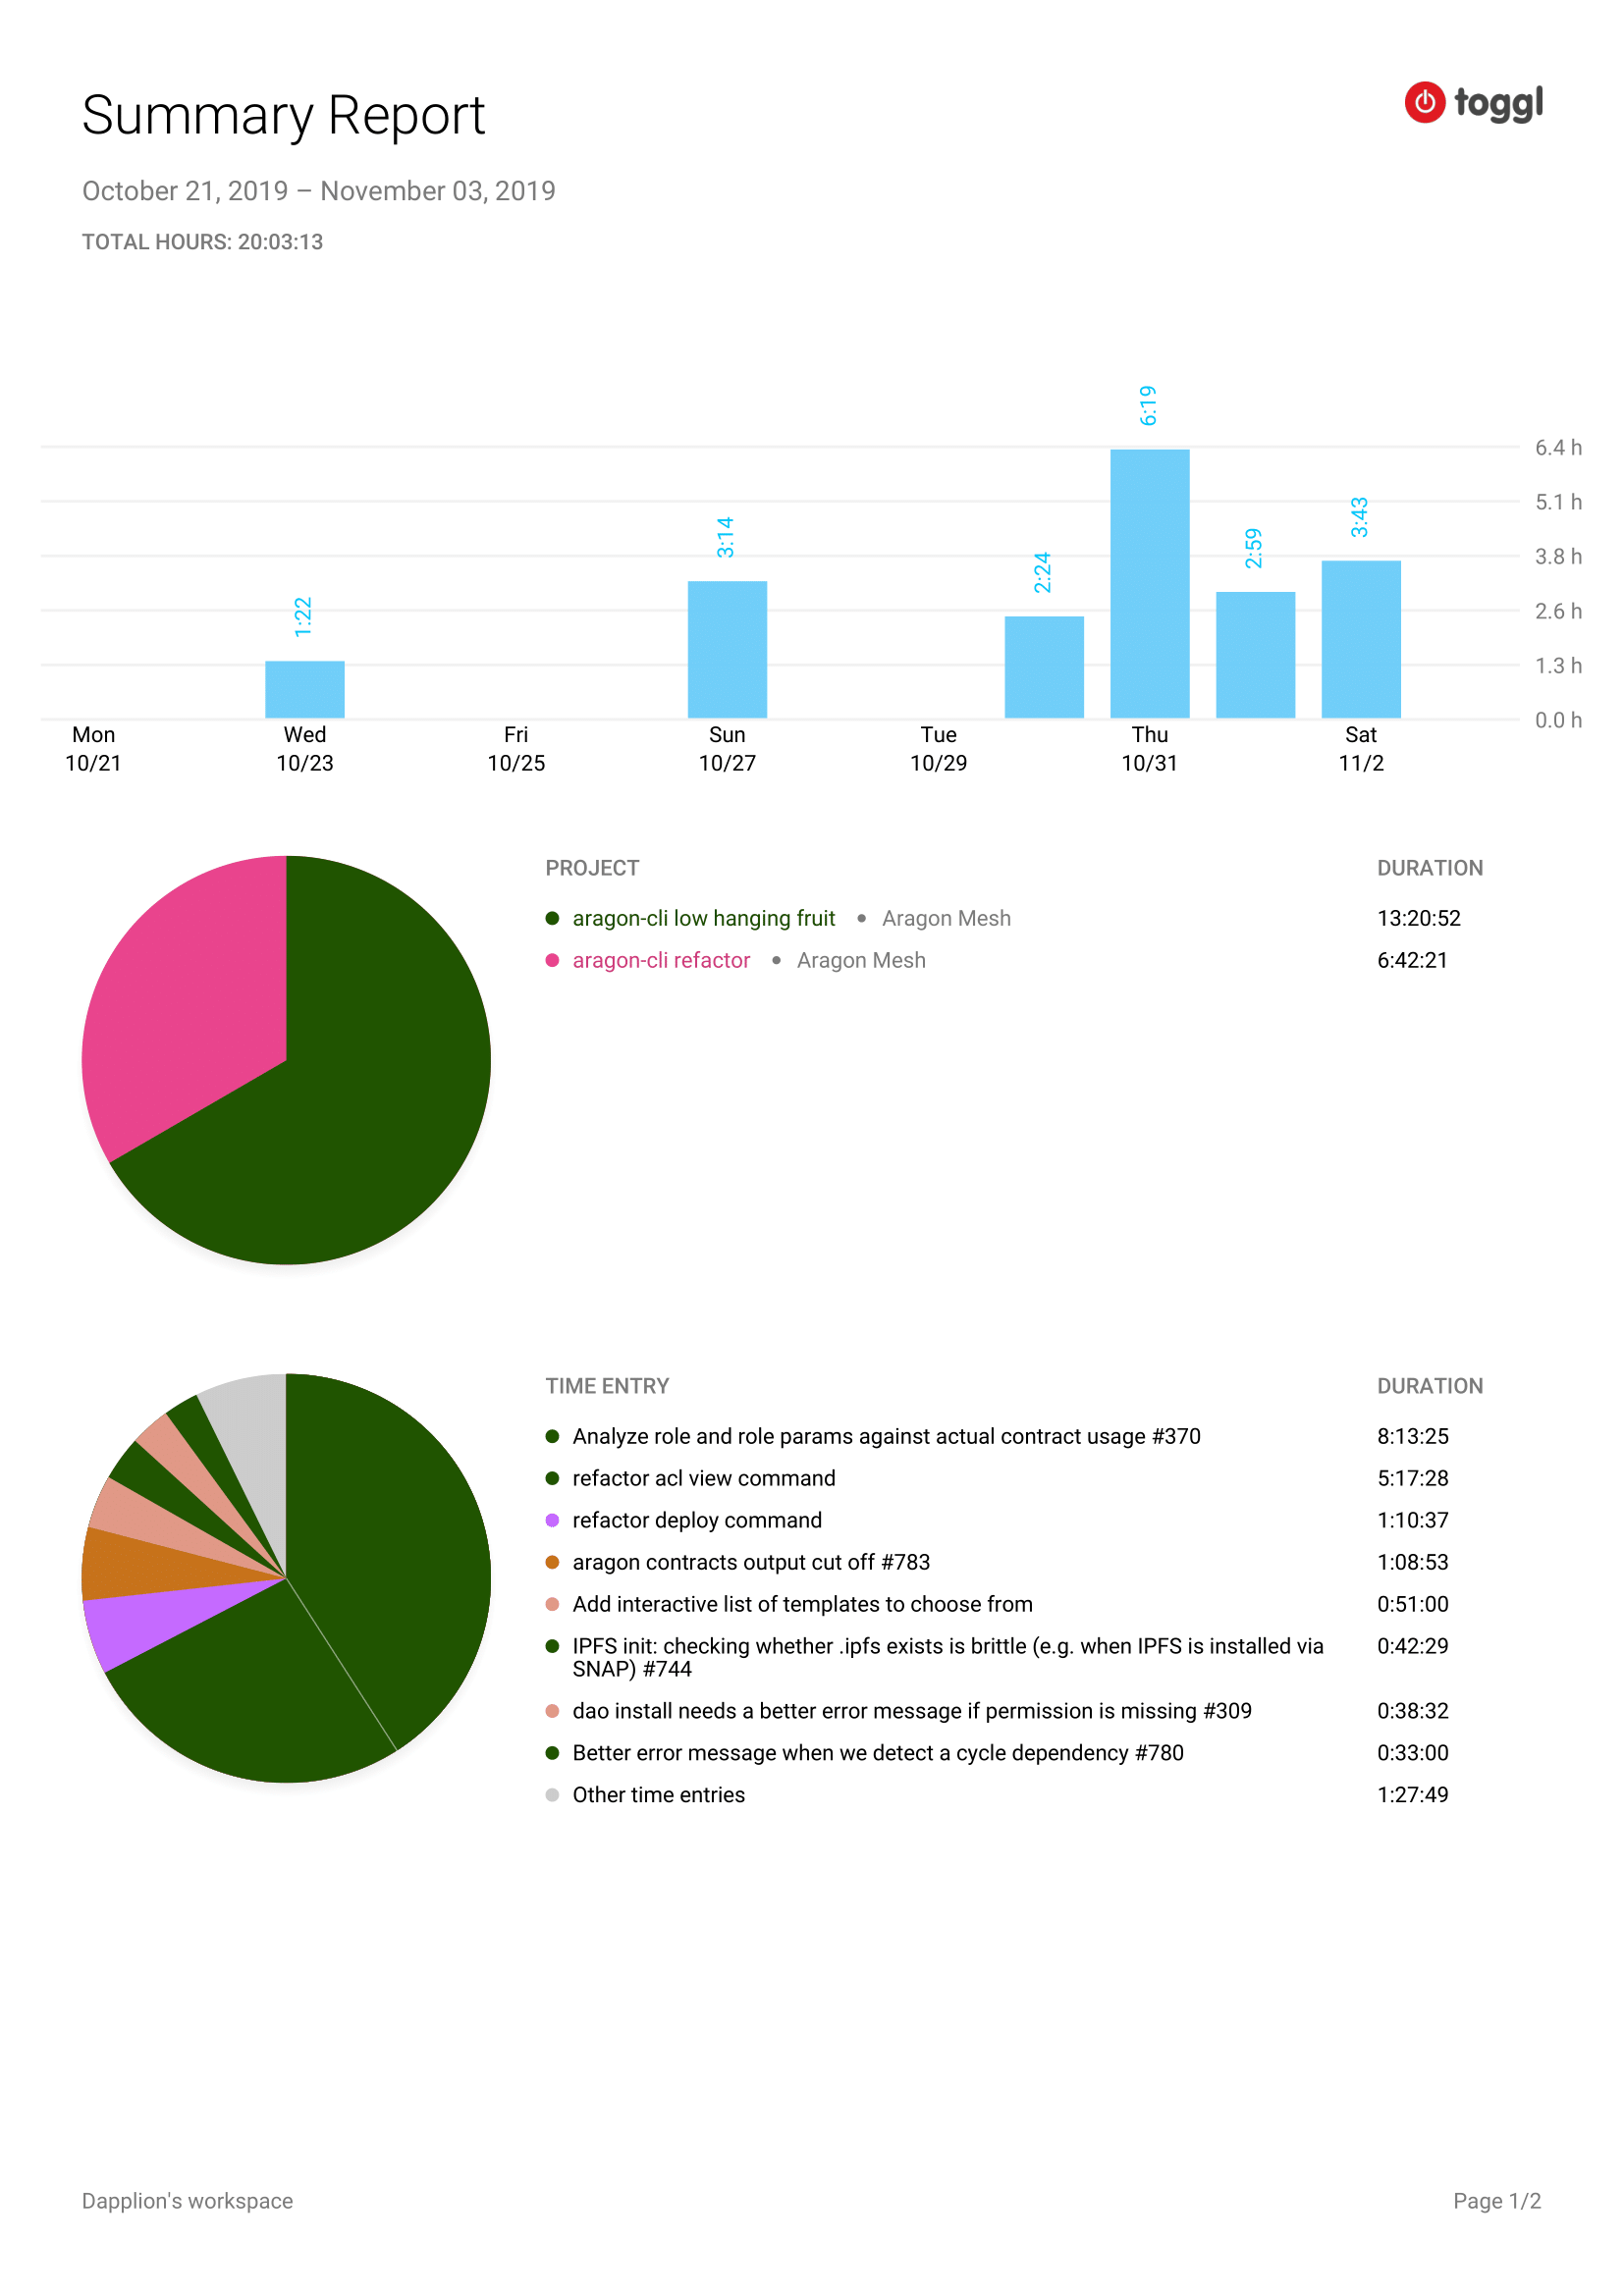 Summary Report
toggl
October 21, 2019 – November 03, 2019
TOTAL HOURS: 20:03:13
6:19
6.4 h
5.1 h
3:43
3:14
2:59
3.8 h
2:24
2.6 h
1:22
1.3 h
0.0 h
Mon Wed Fri Sun Tue Thu Sat
10/21 10/23 10/25 10/27 10/29 10/31 11/2
PROJECT DURATION
aragon-cli low hanging fruit • Aragon Mesh 13:20:52
aragon-cli refactor • Aragon Mesh 6:42:21
TIME ENTRY DURATION
Analyze role and role params against actual contract usage #370 8:13:25
refactor acl view command 5:17:28
refactor deploy command 1:10:37
aragon contracts output cut off #783 1:08:53
Add interactive list of templates to choose from 0:51:00
IPFS init: checking whether .ipfs exists is brittle (e.g. when IPFS is installed via 0:42:29
SNAP) #744
dao install needs a better error message if permission is missing #309 0:38:32
Better error message when we detect a cycle dependency #780 0:33:00
Other time entries 1:27:49
Dapplion's workspace Page 1/2